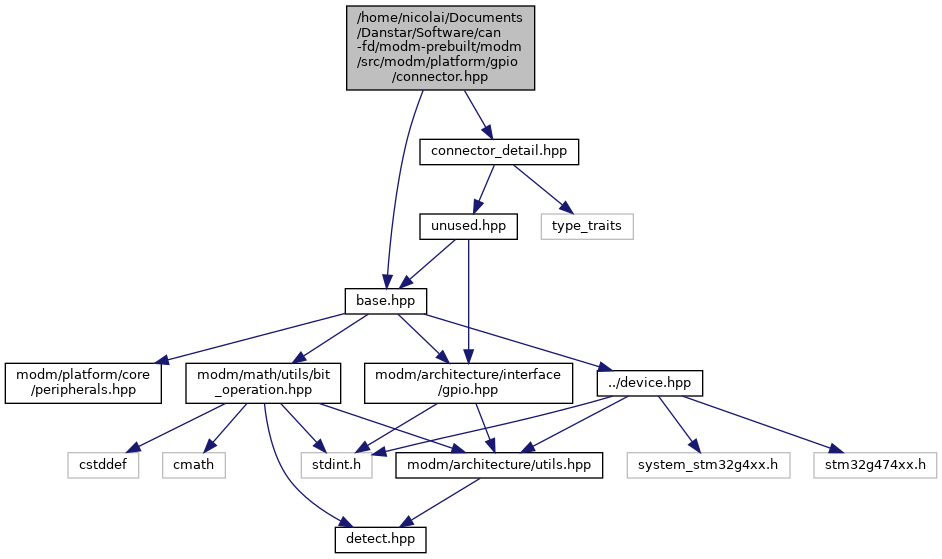 /home/nicolai/Documents
/Danstar/Software/can
-fd/modm-prebuilt/modm
/src/modm/platform/gpio
/connector.hpp
connector_detail.hpp
unused.hpp
type_traits
base.hpp
modm/platform/core
/peripherals.hpp
modm/math/utils/bit
_operation.hpp
modm/architecture/interface
/gpio.hpp
../device.hpp
cstddef
cmath
stdint.h
modm/architecture/utils.hpp
system_stm32g4xx.h
stm32g474xx.h
detect.hpp